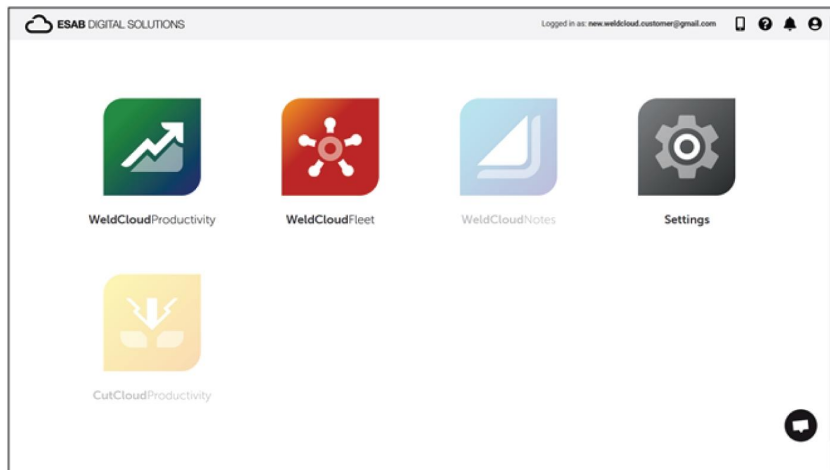 ESAB DIGITAL SOLUTIONS
Logged in as: new.weldcloud.customer@gmail.com
WeldCloudProductivity
WeldCloudFleet
WeldCloudNotes
Settings
CutCloudProductivity